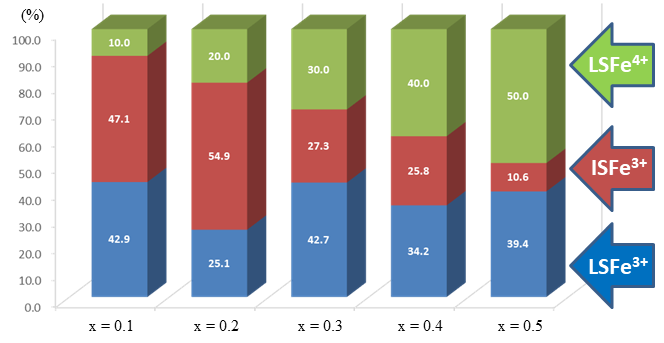 (%)
100.0
90.0
80.0
70.0
60.0
50.0
40.0
30.0
20.0
10.0
0.0
10.0 20.0 30.0 40.0 50.0
47.1 54.9 27.3 25.8 10.6
42.9 25.1 42.7 34.2 39.4
x = 0.1 x = 0.2 x = 0.3 x = 0.4 x = 0.5
LSFe⁴⁺
ISFe³⁺
LSFe³⁺